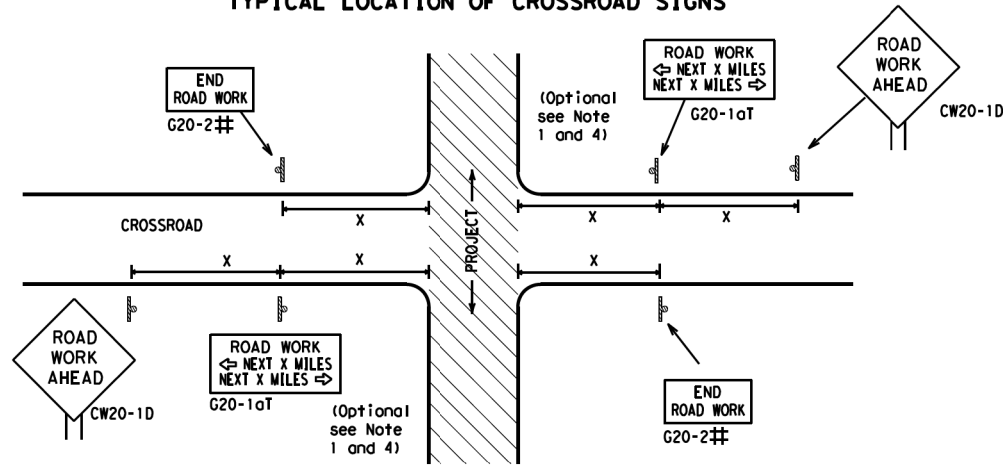 TYPICAL LOCATION OF CROSSROAD SIGNS
END
ROAD WORK
G20-2#
(Optional
see Note
1 and 4)
ROAD WORK
⇦ NEXT X MILES
NEXT X MILES ⇨
G20-1aT
ROAD
WORK
AHEAD
CW20-1D
X
X
X
CROSSROAD
PROJECT
X
X
X
ROAD
WORK
AHEAD
CW20-1D
ROAD WORK
⇦ NEXT X MILES
NEXT X MILES ⇨
G20-1aT
(Optional
see Note
1 and 4)
END
ROAD WORK
G20-2#